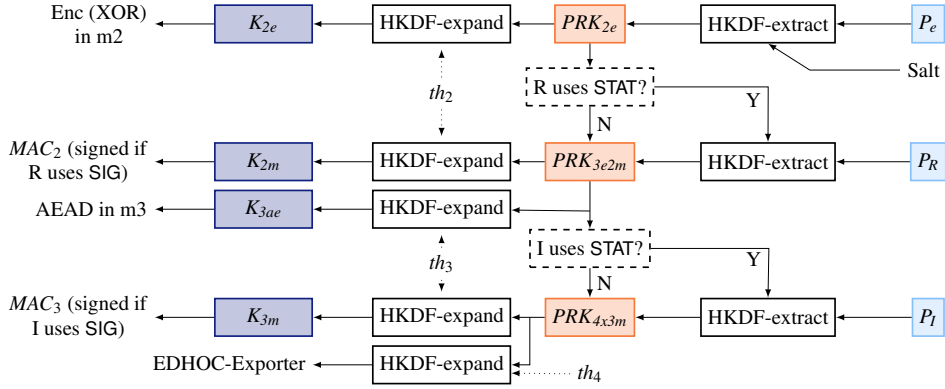 Enc (XOR)
in m2
K2e
HKDF-expand
PRK2e
HKDF-extract
Pe
Salt
R uses STAT?
Y
th2
N
MAC2 (signed if
R uses SIG)
K2m
HKDF-expand
PRK3e2m
HKDF-extract
PR
AEAD in m3
K3ae
HKDF-expand
I uses STAT?
Y
th3
N
MAC3 (signed if
I uses SIG)
K3m
HKDF-expand
PRK4x3m
HKDF-extract
PI
EDHOC-Exporter
HKDF-expand
th4